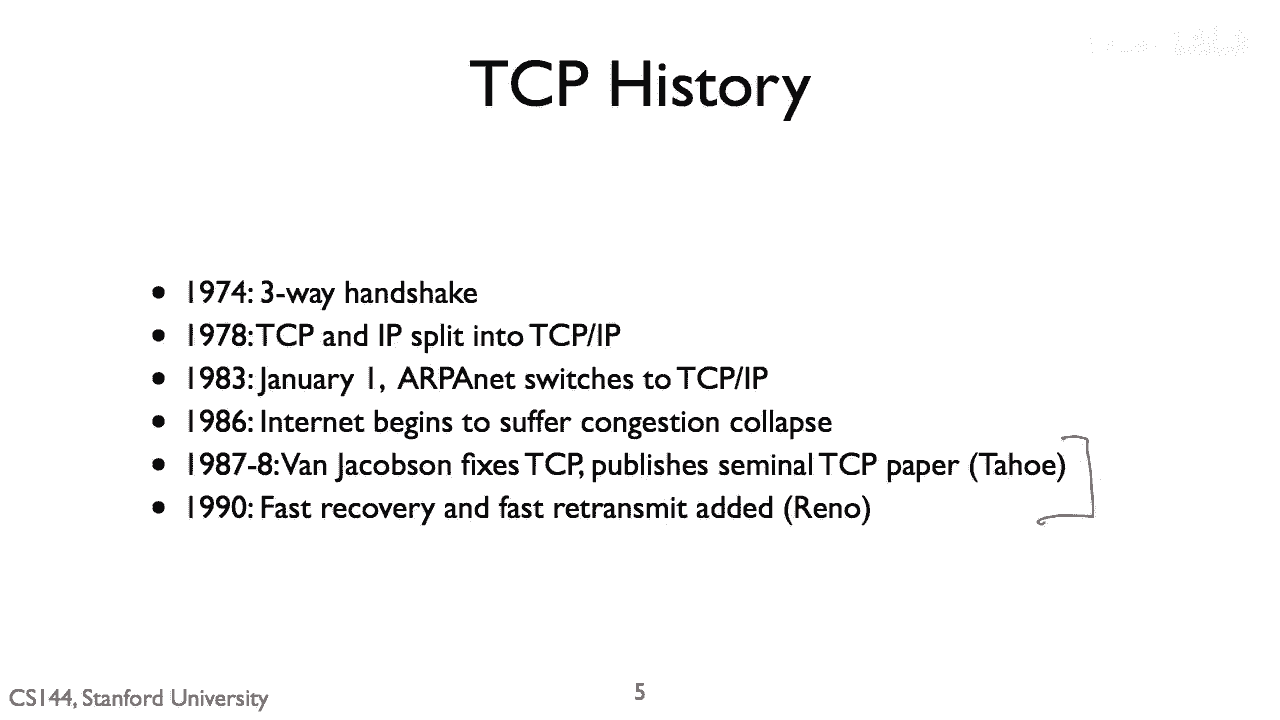 TCP History
• 1974: 3-way handshake
• 1978: TCP and IP split into TCP/IP
• 1983: January 1, ARPAnet switches to TCP/IP
• 1986: Internet begins to suffer congestion collapse
• 1987-8: Van Jacobson fixes TCP, publishes seminal TCP paper (Tahoe)
• 1990: Fast recovery and fast retransmit added (Reno)
CS144, Stanford University
5